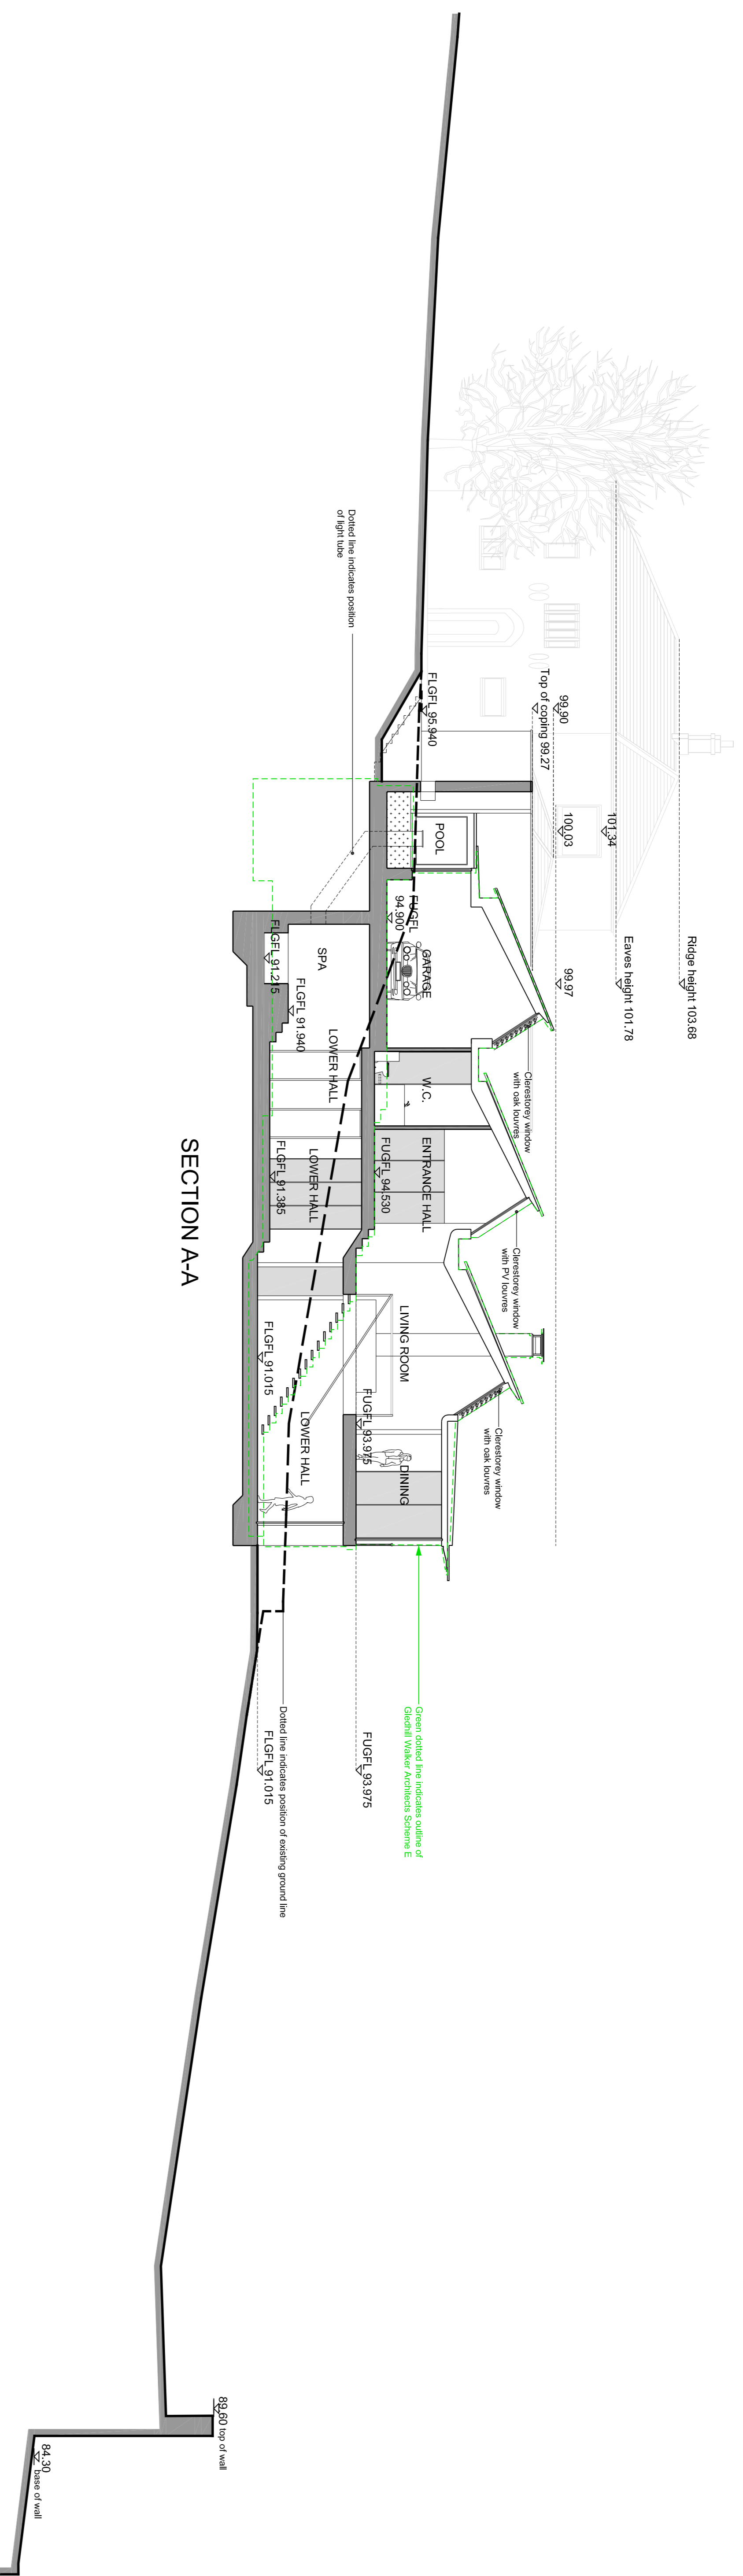 Ridge height 103.68
Eaves height 101.78
101.34
100.03
99.90
99.97
Top of coping 99.27
Clerestorey window
with oak louvres
Clerestorey window
with PV louvres
Clerestorey window
with oak louvres
FLGFL 95.940
POOL
FUGFL
94.900
GARAGE
W.C.
ENTRANCE HALL
FUGFL 94.530
LIVING ROOM
FUGFL 93.975
DINING
Green dotted line indicates outline of
Gledhill Walker Architects Scheme E
FUGFL 93.975
Dotted line indicates position
of light tube
SPA
FLGFL 91.215
FLGFL 91.940
LOWER HALL
LOWER HALL
FLGFL 91.385
FLGFL 91.015
LOWER HALL
Dotted line indicates position of existing ground line
FLGFL 91.015
SECTION A-A
89.60 top of wall
84.30 base of wall